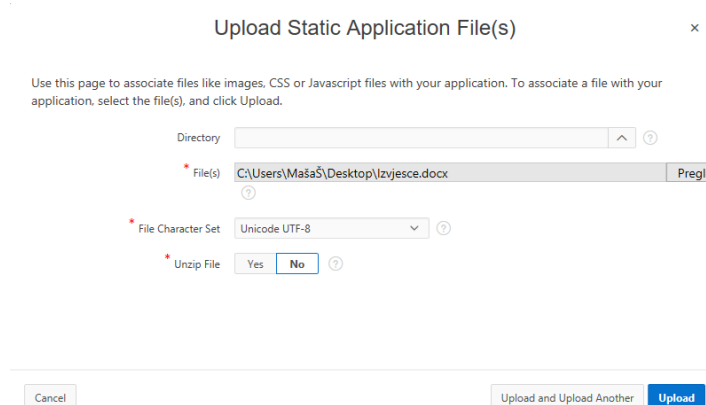 Upload Static Application File(s)
×
Use this page to associate files like images, CSS or Javascript files with your application. To associate a file with your
application, select the file(s), and click Upload.
Directory
?
* File(s) C:\Users\MašaŠ\Desktop\Izvjesce.docx Pregl
?
* File Character Set Unicode UTF-8 ?
* Unzip File Yes No ?
Cancel Upload and Upload Another Upload